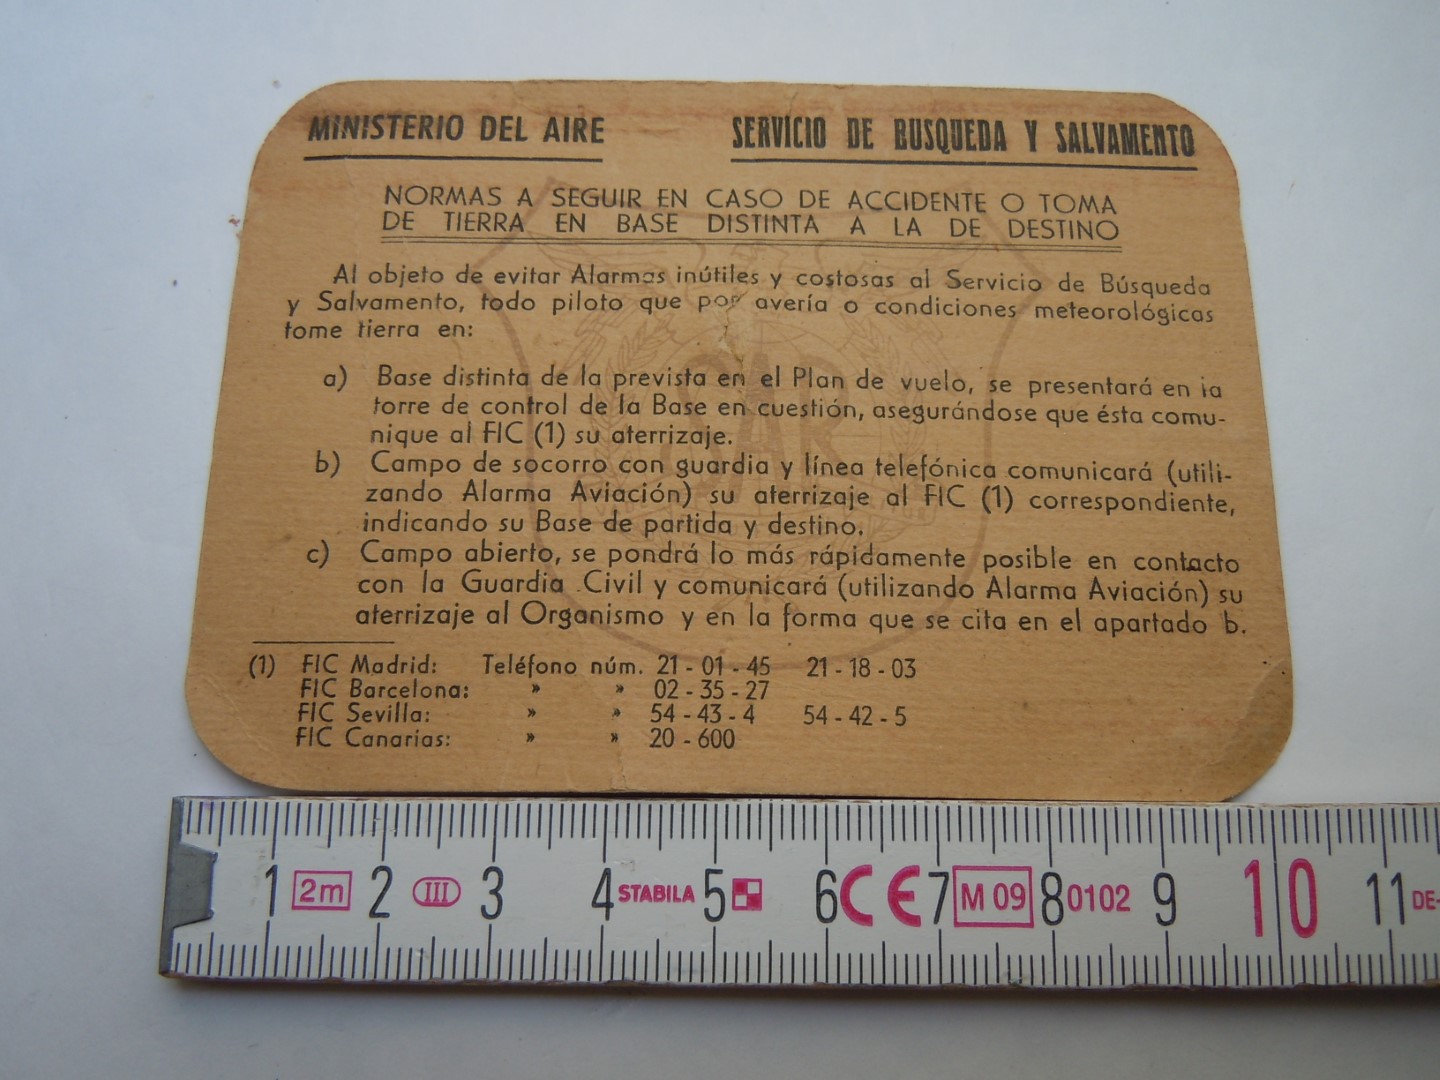 MINISTERIO DEL AIRE SERVICIO DE BUSQUEDA Y SALVAMENTO
NORMAS A SEGUIR EN CASO DE ACCIDENTE O TOMA
DE TIERRA EN BASE DISTINTA A LA DE DESTINO
Al objeto de evitar Alarmas inútiles y costosas al Servicio de Búsqueda
y Salvamento, todo piloto que por avería o condiciones meteorológicas
tome tierra en:
a) Base distinta de la prevista en el Plan de vuelo, se presentará en la
torre de control de la Base en cuestión, asegurándose que ésta comu-
nique al FIC (1) su aterrizaje.
b) Campo de socorro con guardia y línea telefónica comunicará (utili-
zando Alarma Aviación) su aterrizaje al FIC (1) correspondiente,
indicando su Base de partida y destino.
c) Campo abierto, se pondrá lo más rápidamente posible en contacto
con la Guardia Civil y comunicará (utilizando Alarma Aviación) su
aterrizaje al Organismo y en la forma que se cita en el apartado b.
(1) FIC Madrid: Teléfono núm. 21 - 01 - 45 21 - 18 - 03
FIC Barcelona: » » 02 - 35 - 27
FIC Sevilla: » » 54 - 43 - 4 54 - 42 - 5
FIC Canarias: » » 20 - 600
SAR
1 2m 2 III 3 4 STABILA 5 6 CE 7 M 09 8 0102 9 10 11 DE-